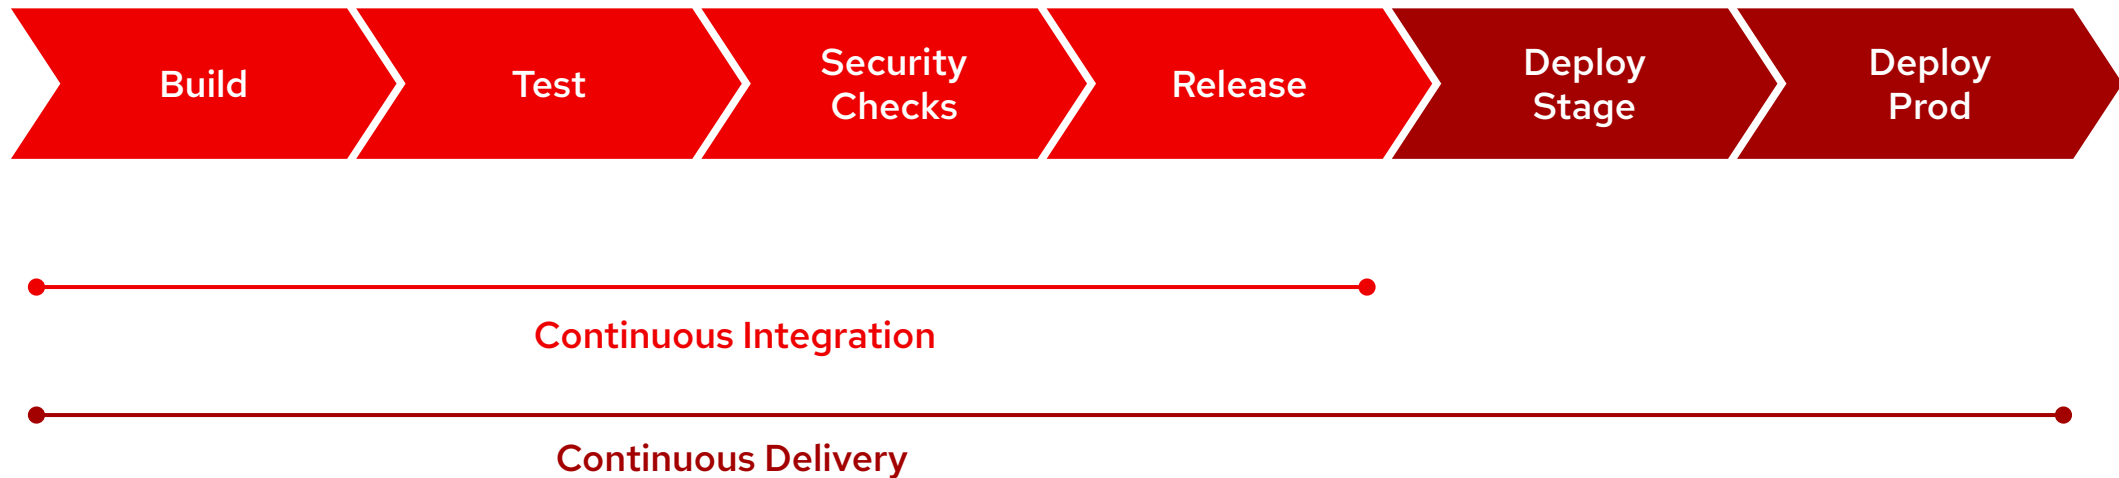 Build
Test
Security
Checks
Release
Deploy
Stage
Deploy
Prod
Continuous Integration
Continuous Delivery